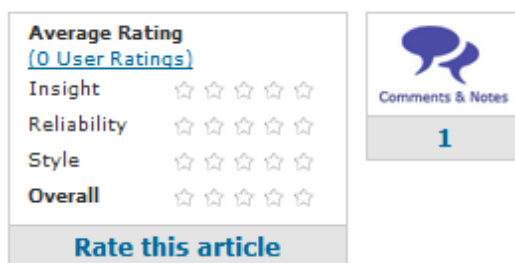 Average Rating
(0 User Ratings)
Insight
Reliability
Style
Overall
Rate this article
Comments & Notes
1